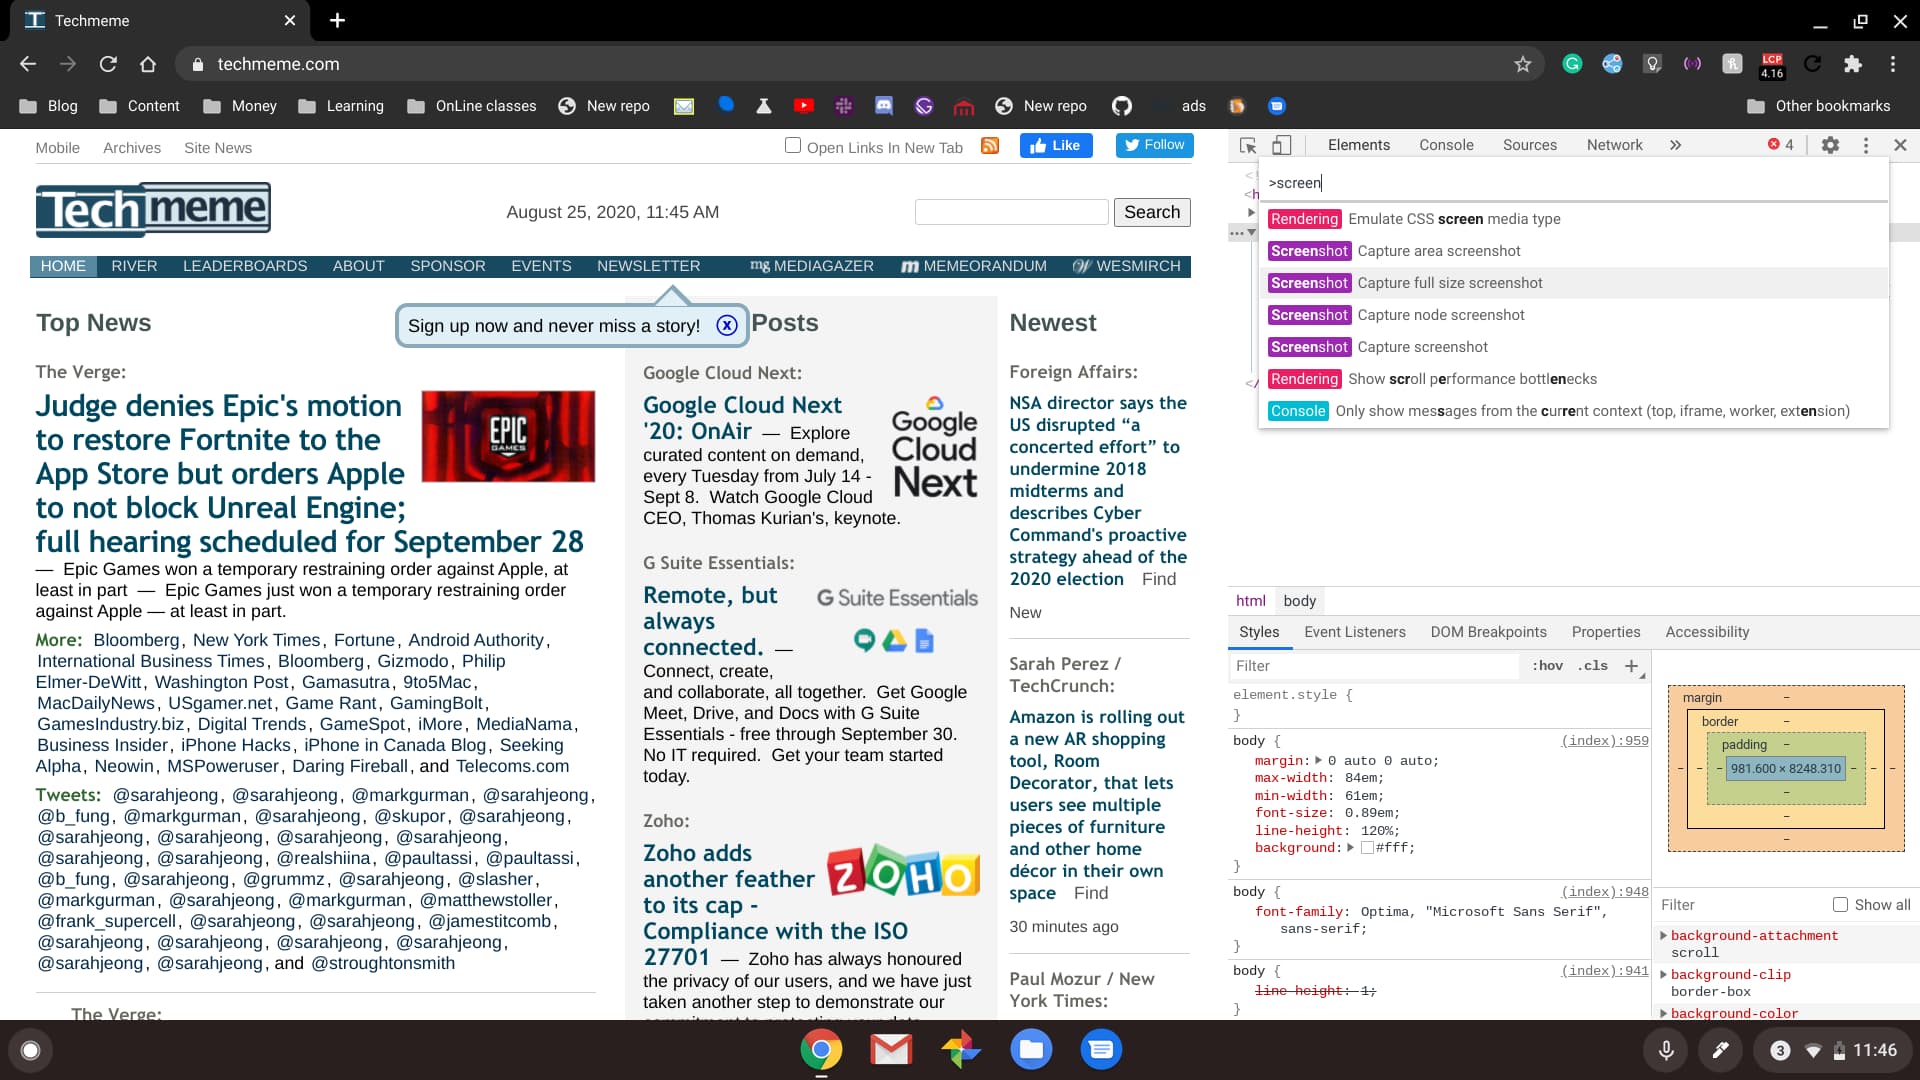 Techmeme
techmeme.com
LCP
4.16
Blog Content Money Learning OnLine classes New repo New repo ads Other bookmarks
Mobile Archives Site News
Open Links In New Tab Like Follow
Techmeme
August 25, 2020, 11:45 AM
Search
HOME RIVER LEADERBOARDS ABOUT SPONSOR EVENTS NEWSLETTER mg MEDIAGAZER m MEMEORANDUM W WESMIRCH
Sign up now and never miss a story! x
Top News
The Verge:
Judge denies Epic's motion
to restore Fortnite to the
App Store but orders Apple
to not block Unreal Engine;
full hearing scheduled for September 28
— Epic Games won a temporary restraining order against Apple, at
least in part — Epic Games just won a temporary restraining order
against Apple — at least in part.
EPIC
GAMES
More: Bloomberg, New York Times, Fortune, Android Authority,
International Business Times, Bloomberg, Gizmodo, Philip
Elmer-DeWitt, Washington Post, Gamasutra, 9to5Mac,
MacDailyNews, USgamer.net, Game Rant, GamingBolt,
GamesIndustry.biz, Digital Trends, GameSpot, iMore, MediaNama,
Business Insider, iPhone Hacks, iPhone in Canada Blog, Seeking
Alpha, Neowin, MSPoweruser, Daring Fireball, and Telecoms.com
Tweets: @sarahjeong, @sarahjeong, @markgurman, @sarahjeong,
@b_fung, @markgurman, @sarahjeong, @skupor, @sarahjeong,
@sarahjeong, @sarahjeong, @sarahjeong, @sarahjeong,
@sarahjeong, @sarahjeong, @realshiina, @paultassi, @paultassi,
@b_fung, @sarahjeong, @grummz, @sarahjeong, @slasher,
@markgurman, @sarahjeong, @markgurman, @matthewstoller,
@frank_supercell, @sarahjeong, @sarahjeong, @jamestitcomb,
@sarahjeong, @sarahjeong, @sarahjeong, @sarahjeong,
@sarahjeong, @sarahjeong, and @stroughtonsmith
The Verge:
Posts
Google Cloud Next:
Google Cloud Next
'20: OnAir — Explore
curated content on demand,
every Tuesday from July 14 -
Sept 8. Watch Google Cloud
CEO, Thomas Kurian's, keynote.
Google
Cloud
Next
G Suite Essentials:
Remote, but
always
connected. —
Connect, create,
and collaborate, all together. Get Google
Meet, Drive, and Docs with G Suite
Essentials - free through September 30.
No IT required. Get your team started
today.
G Suite Essentials
Zoho:
Zoho adds
another feather
to its cap -
Compliance with the ISO
27701 — Zoho has always honoured
the privacy of our users, and we have just
taken another step to demonstrate our
commitment to protecting your data
ZOHO
Newest
Foreign Affairs:
NSA director says the
US disrupted “a
concerted effort” to
undermine 2018
midterms and
describes Cyber
Command's proactive
strategy ahead of the
2020 election Find
New
Sarah Perez /
TechCrunch:
Amazon is rolling out
a new AR shopping
tool, Room
Decorator, that lets
users see multiple
pieces of furniture
and other home
décor in their own
space Find
30 minutes ago
Paul Mozur / New
York Times:
Elements Console Sources Network » 4
>screen
Rendering Emulate CSS screen media type
Screenshot Capture area screenshot
Screenshot Capture full size screenshot
Screenshot Capture node screenshot
Screenshot Capture screenshot
Rendering Show scroll performance bottlenecks
Console Only show messages from the current context (top, iframe, worker, extension)
<!
<h
…
</
html body
Styles Event Listeners DOM Breakpoints Properties Accessibility
Filter :hov .cls +
element.style {
}
body { (index):959
margin: 0 auto 0 auto;
max-width: 84em;
min-width: 61em;
font-size: 0.89em;
line-height: 120%;
background: #fff;
}
body { (index):948
font-family: Optima, "Microsoft Sans Serif",
sans-serif;
}
body { (index):941
line-height: 1;
}
margin –
border –
padding –
– – – 981.600 × 8248.310 – – –
–
–
–
Filter Show all
background-attachment
scroll
background-clip
border-box
background-color
3 11:46